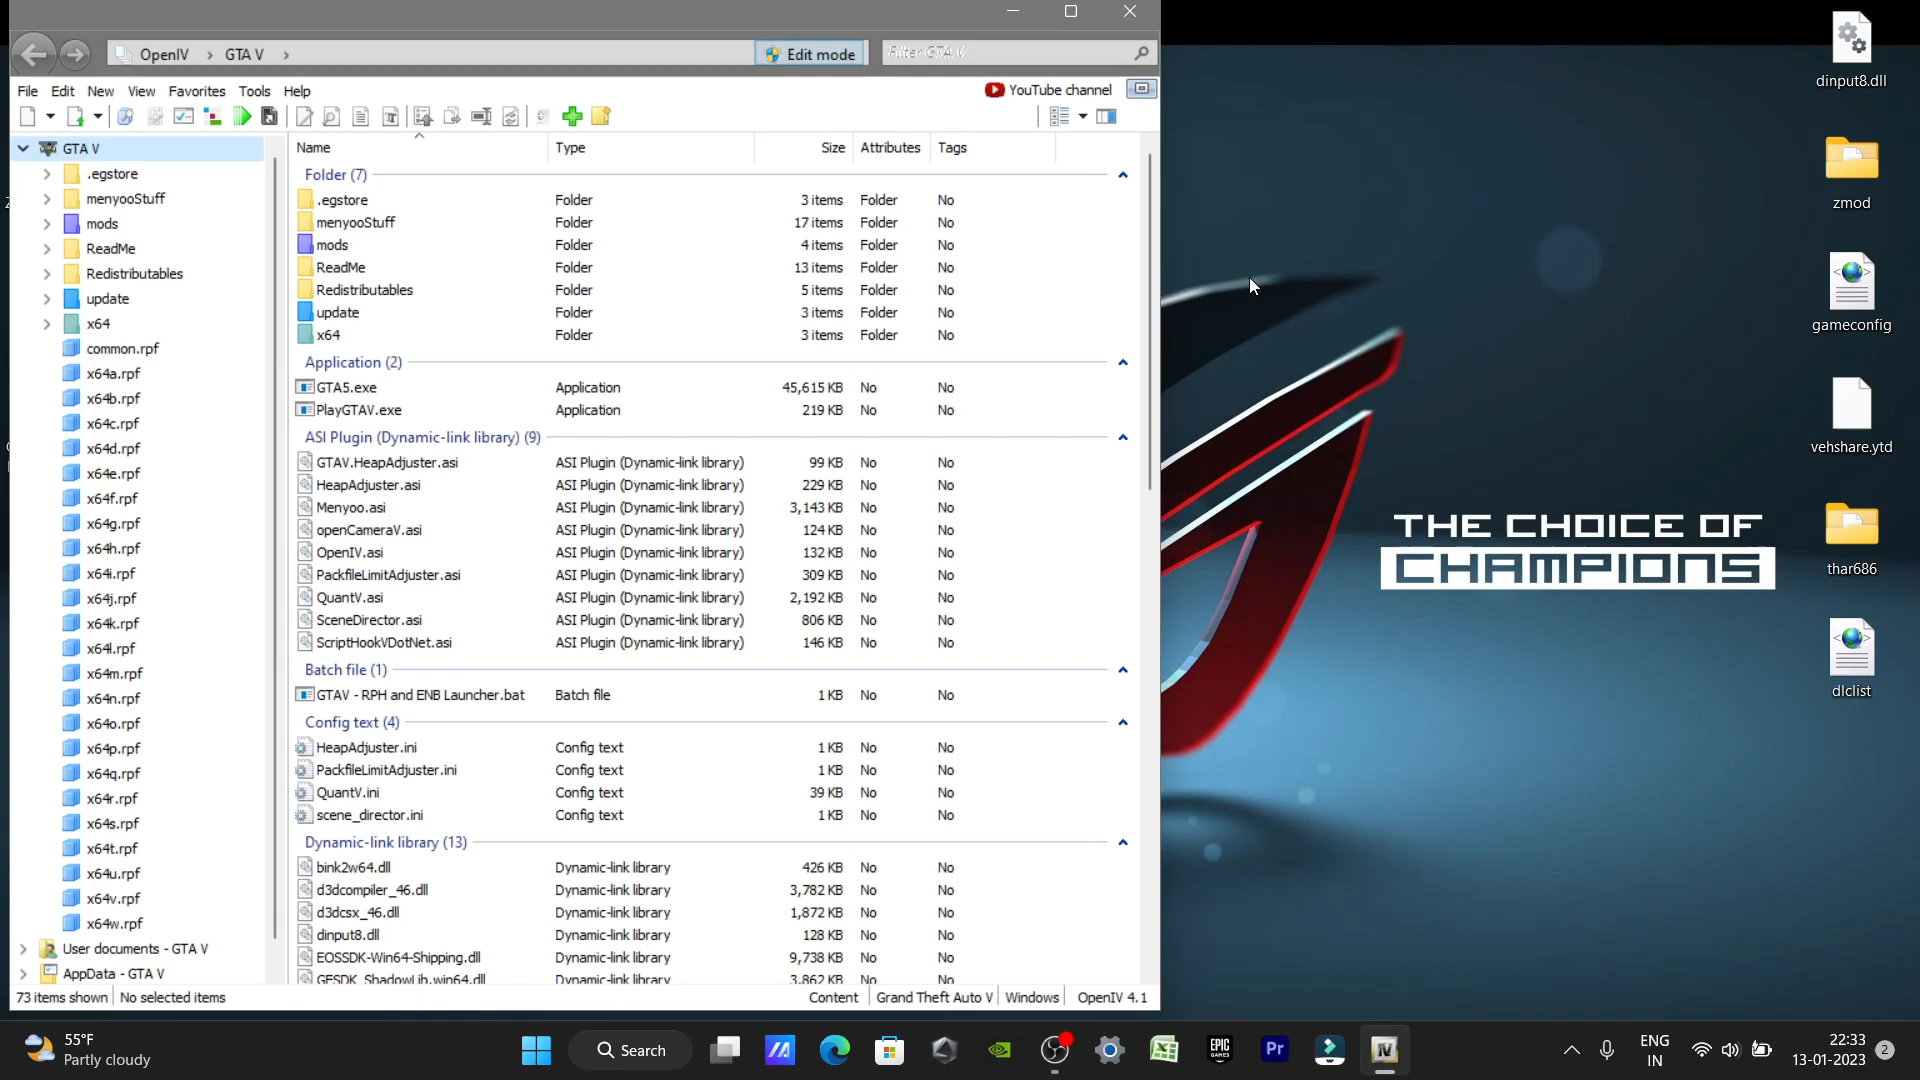 OpenIV > GTA V >
Edit mode
Filter GTA V
File Edit New View Favorites Tools Help
YouTube channel
GTA V
.egstore
menyooStuff
mods
ReadMe
Redistributables
update
x64
common.rpf
x64a.rpf
x64b.rpf
x64c.rpf
x64d.rpf
x64e.rpf
x64f.rpf
x64g.rpf
x64h.rpf
x64i.rpf
x64j.rpf
x64k.rpf
x64l.rpf
x64m.rpf
x64n.rpf
x64o.rpf
x64p.rpf
x64q.rpf
x64r.rpf
x64s.rpf
x64t.rpf
x64u.rpf
x64v.rpf
x64w.rpf
User documents - GTA V
AppData - GTA V
Name Type Size Attributes Tags
Folder (7)
.egstore Folder 3 items Folder No
menyooStuff Folder 17 items Folder No
mods Folder 4 items Folder No
ReadMe Folder 13 items Folder No
Redistributables Folder 5 items Folder No
update Folder 3 items Folder No
x64 Folder 3 items Folder No
Application (2)
GTA5.exe Application 45,615 KB No No
PlayGTAV.exe Application 219 KB No No
ASI Plugin (Dynamic-link library) (9)
GTAV.HeapAdjuster.asi ASI Plugin (Dynamic-link library) 99 KB No No
HeapAdjuster.asi ASI Plugin (Dynamic-link library) 229 KB No No
Menyoo.asi ASI Plugin (Dynamic-link library) 3,143 KB No No
openCameraV.asi ASI Plugin (Dynamic-link library) 124 KB No No
OpenIV.asi ASI Plugin (Dynamic-link library) 132 KB No No
PackfileLimitAdjuster.asi ASI Plugin (Dynamic-link library) 309 KB No No
QuantV.asi ASI Plugin (Dynamic-link library) 2,192 KB No No
SceneDirector.asi ASI Plugin (Dynamic-link library) 806 KB No No
ScriptHookVDotNet.asi ASI Plugin (Dynamic-link library) 146 KB No No
Batch file (1)
GTAV - RPH and ENB Launcher.bat Batch file 1 KB No No
Config text (4)
HeapAdjuster.ini Config text 1 KB No No
PackfileLimitAdjuster.ini Config text 1 KB No No
QuantV.ini Config text 39 KB No No
scene_director.ini Config text 1 KB No No
Dynamic-link library (13)
bink2w64.dll Dynamic-link library 426 KB No No
d3dcompiler_46.dll Dynamic-link library 3,782 KB No No
d3dcsx_46.dll Dynamic-link library 1,872 KB No No
dinput8.dll Dynamic-link library 128 KB No No
EOSSDK-Win64-Shipping.dll Dynamic-link library 9,738 KB No No
GFSDK_ShadowLib.win64.dll Dynamic-link library 3,862 KB No No
73 items shown No selected items Content Grand Theft Auto V Windows OpenIV 4.1
dinput8.dll
zmod
gameconfig
vehshare.ytd
thar686
dlclist
THE CHOICE OF
CHAMPIONS
55°F
Partly cloudy
Search
EPIC GAMES
Pr
IV
ENG
IN
22:33
13-01-2023
2